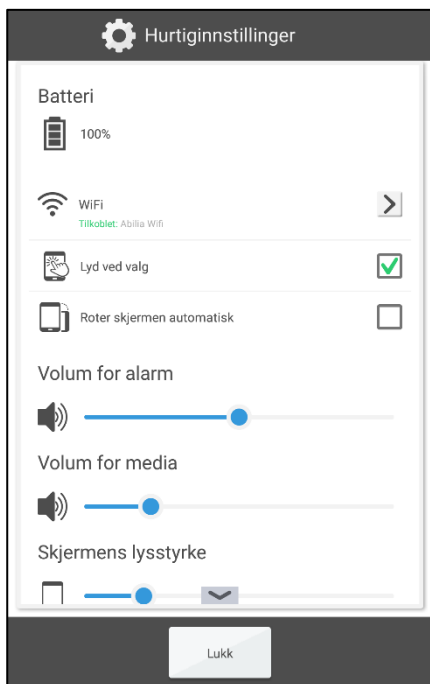 Hurtiginnstillinger
Batteri
100%
WiFi
Tilkoblet: Abilia Wifi
Lyd ved valg
Roter skjermen automatisk
Volum for alarm
Volum for media
Skjermens lysstyrke
Lukk